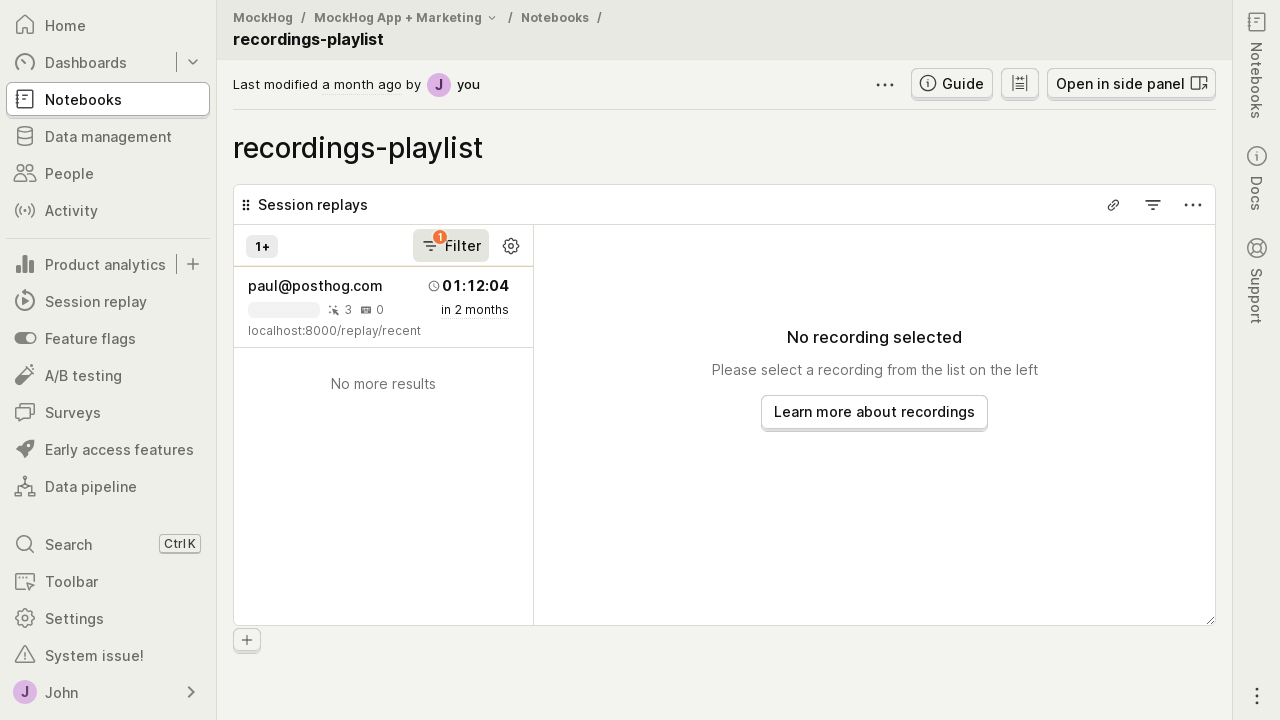 Home
Dashboards
Notebooks
Data management
People
Activity
Product analytics
Session replay
Feature flags
A/B testing
Surveys
Early access features
Data pipeline
Search
Ctrl K
Toolbar
Settings
System issue!
J John
MockHog / MockHog App + Marketing / Notebooks /
recordings-playlist
Last modified a month ago by J you
Guide
Open in side panel
recordings-playlist
Session replays
1+
1
Filter
paul@posthog.com 01:12:04
3 0 in 2 months
localhost:8000/replay/recent
No more results
No recording selected
Please select a recording from the list on the left
Learn more about recordings
Notebooks
Docs
Support